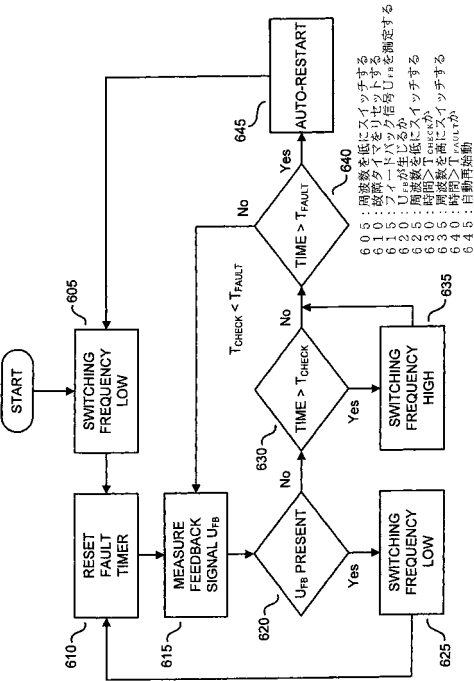 START
605
SWITCHING
FREQUENCY
LOW
610
RESET
FAULT
TIMER
615
MEASURE
FEEDBACK
SIGNAL UFB
620
UFB PRESENT
No
Yes
625
SWITCHING
FREQUENCY
LOW
630
TIME > TCHECK
No
Yes
635
SWITCHING
FREQUENCY
HIGH
TCHECK < TFAULT
640
TIME > TFAULT
No
Yes
645
AUTO-RESTART
605:周波数を低にスイッチする
610:故障タイマをリセットする
615:フィードバック信号UFBを測定する
620:UFBが生じるか
625:周波数を低にスイッチする
630:時間>TCHECKか
635:周波数を高にスイッチする
640:時間>TFAULTか
645:自動再始動